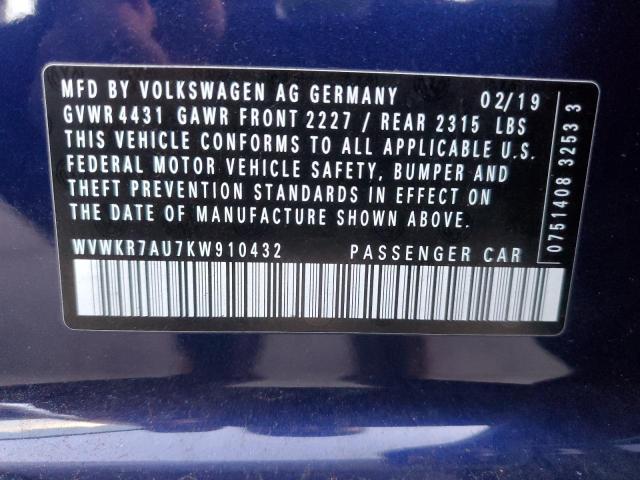 MFD BY VOLKSWAGEN AG GERMANY 02/19
GVWR 4431 GAWR FRONT 2227 / REAR 2315 LBS
THIS VEHICLE CONFORMS TO ALL APPLICABLE U.S.
FEDERAL MOTOR VEHICLE SAFETY, BUMPER AND
THEFT PREVENTION STANDARDS IN EFFECT ON
THE DATE OF MANUFACTURE SHOWN ABOVE.
WVWKR7AU7KW910432 PASSENGER CAR
0751408 3253 3